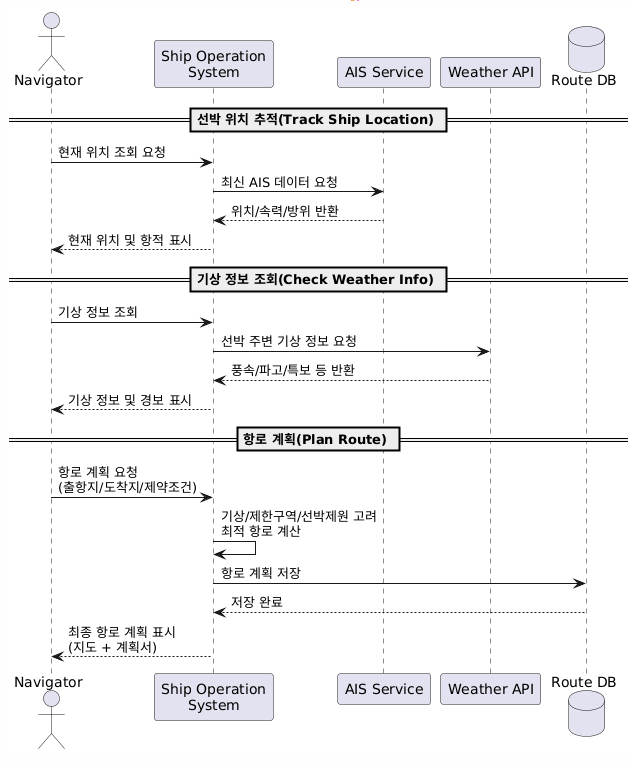 Navigator
Ship Operation
System
AIS Service
Weather API
Route DB
선박 위치 추적(Track Ship Location)
현재 위치 조회 요청
최신 AIS 데이터 요청
위치/속력/방위 반환
현재 위치 및 항적 표시
기상 정보 조회(Check Weather Info)
기상 정보 조회
선박 주변 기상 정보 요청
풍속/파고/특보 등 반환
기상 정보 및 경보 표시
항로 계획(Plan Route)
항로 계획 요청
(출항지/도착지/제약조건)
기상/제한구역/선박제원 고려
최적 항로 계산
항로 계획 저장
저장 완료
최종 항로 계획 표시
(지도 + 계획서)
Navigator
Ship Operation
System
AIS Service
Weather API
Route DB